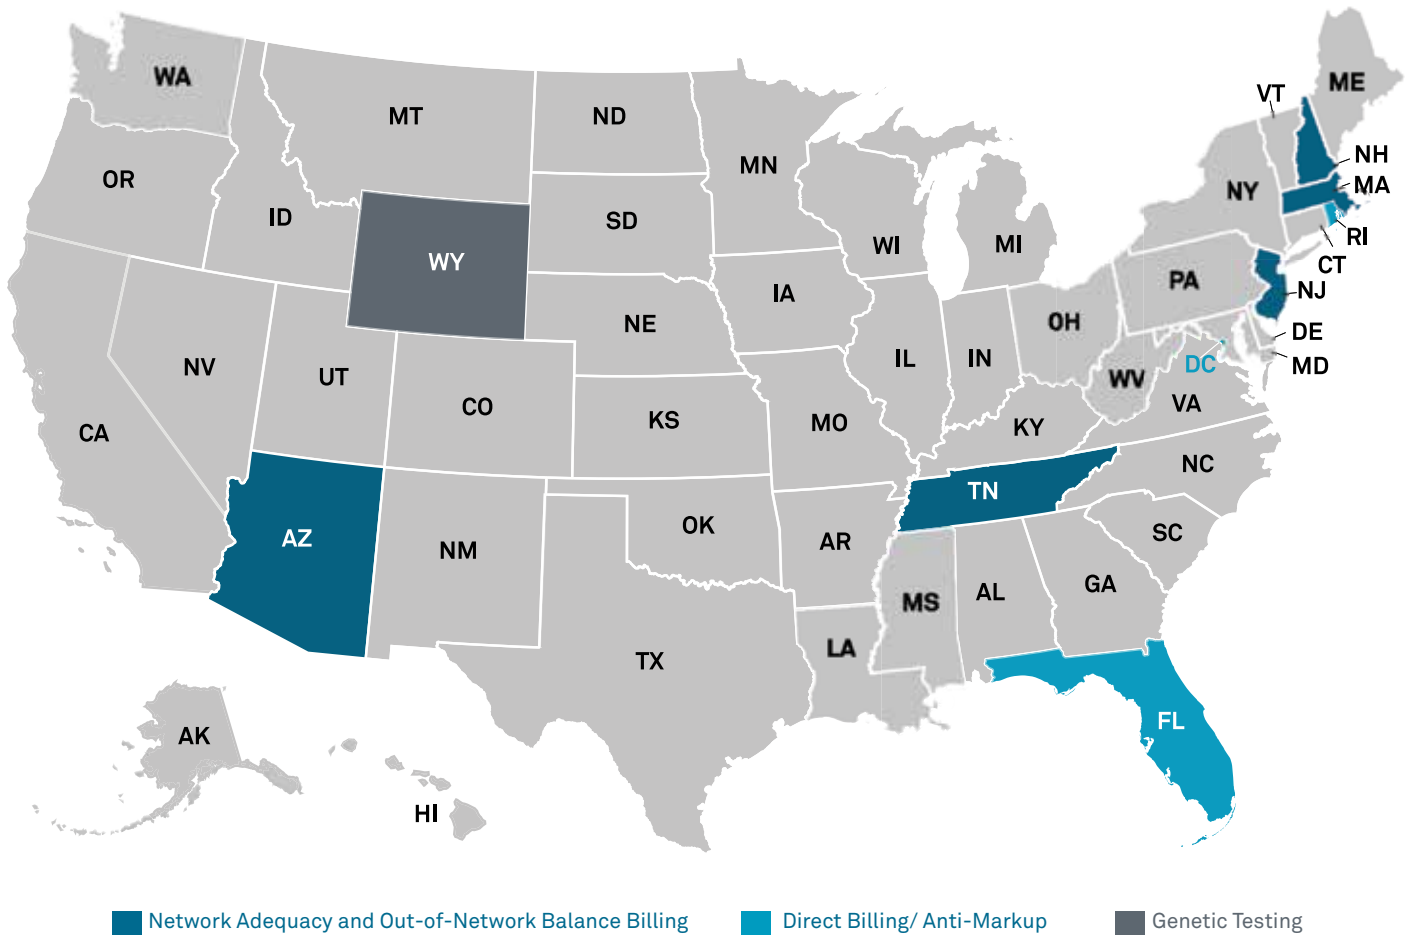 WA
MT
ND
MN
ME
VT
OR
ID
SD
WI
MI
NY
NH
MA
RI
CT
WY
IA
PA
NJ
NE
OH
DE
MD
NV
UT
IL
IN
WV
DC
VA
CA
CO
KS
MO
KY
NC
TN
AZ
NM
OK
AR
SC
MS
AL
GA
LA
TX
FL
AK
HI
Network Adequacy and Out-of-Network Balance Billing
Direct Billing/ Anti-Markup
Genetic Testing